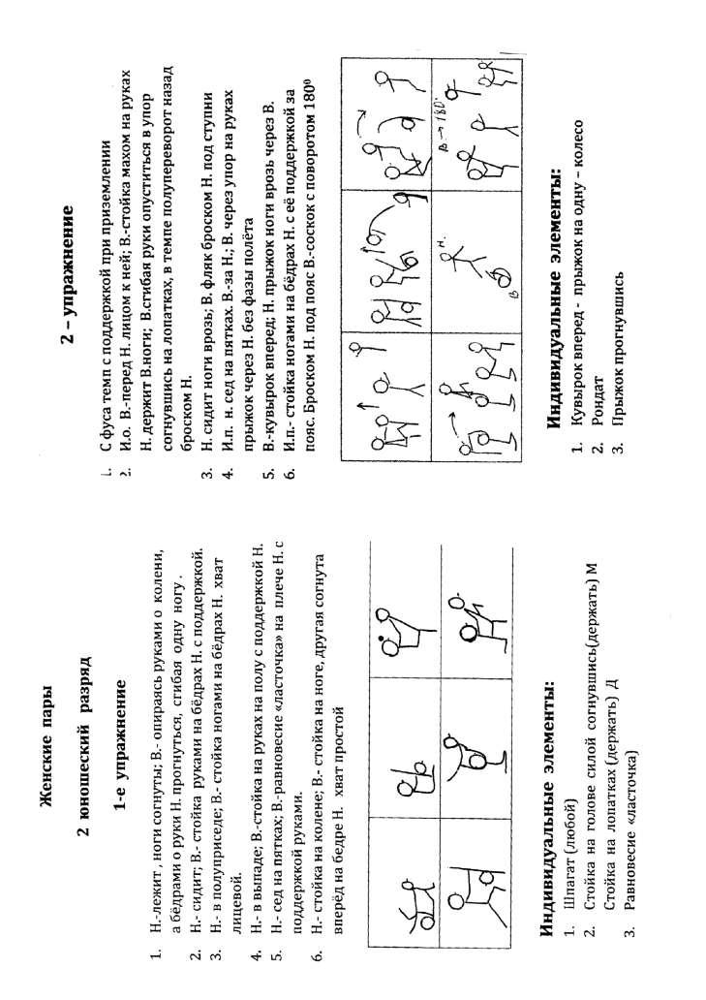 Женские пары
2 юношеский разряд
1-е упражнение
1. Н.-лежит , ноги согнуты; В.- опираясь руками о колени,
а бёдрами о руки Н. прогнуться, сгибая одну ногу .
2. Н.- сидит; В.- стойка руками на бёдрах Н. с поддержкой.
3. Н.- в полуприседе; В.- стойка ногами на бёдрах Н. хват
лицевой.
4. Н.- в выпаде; В.-стойка на руках на полу с поддержкой Н.
5. Н.- сед на пятках; В.-равновесие «ласточка» на плече Н. с
поддержкой руками.
6. Н.- стойка на колене; В.- стойка на ноге, другая согнута
вперёд на бедре Н. хват простой
Индивидуальные элементы:
1. Шпагат (любой)
2. Стойка на голове силой согнувшись(держать) М
Стойка на лопатках (держать) Д
3. Равновесие «ласточка»
2 – упражнение
1. С фуса темп с поддержкой при приземлении
2. И.о. В.-перед Н. лицом к ней; В.-стойка махом на руках
Н. держит В.ноги; В.сгибая руки опуститься в упор
согнувшись на лопатках, в темпе полупереворот назад
броском Н.
3. Н. сидит ноги врозь; В. фляк броском Н. под ступни
4. И.п. н. сед на пятках. В.-за Н.; В. через упор на руках
прыжок через Н. без фазы полёта
5. В.-кувырок вперед; Н. прыжок ноги врозь через В.
6. И.п.- стойка ногами на бёдрах Н. с её поддержкой за
пояс. Броском Н. под пояс В.-соскок с поворотом 180⁰
В→180°
Н.
В
Индивидуальные элементы:
1. Кувырок вперед - прыжок на одну – колесо
2. Рондат
3. Прыжок прогнувшись